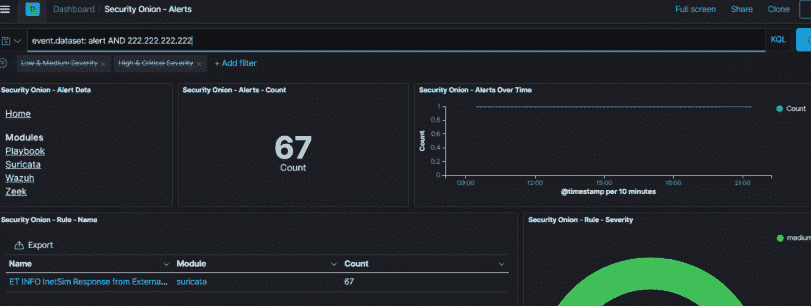 Dashboard / Security Onion - Alerts
Full screen Share Clone
event.dataset: alert AND 222.222.222.222
KQL
Low & Medium Severity × High & Critical Severity × + Add filter
Security Onion - Alert Data
Home
Modules
Playbook
Suricata
Wazuh
Zeek
Security Onion - Alerts - Count
67
Count
Security Onion - Alerts Over Time
Count
1
0.8
0.6
0.4
0.2
0
Count
09:00 12:00 15:00 18:00 21:00
@timestamp per 10 minutes
Security Onion - Rule - Name
Export
Name Module Count
ET INFO InetSim Response from Externa... suricata 67
Security Onion - Rule - Severity
medium